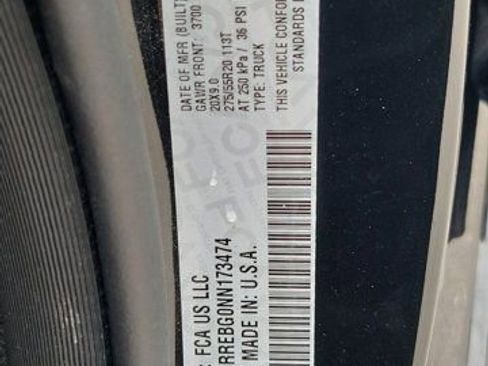 DATE OF MFR (BUILT)
GAWR FRONT: 3700
20X9.0
275/55R20 113T
AT 250 kPa / 36 PSI
TYPE: TRUCK
THIS VEHICLE CONFOR
STANDARDS
: FCA US LLC
RREBG0NN173474
MADE IN: U.S.A.